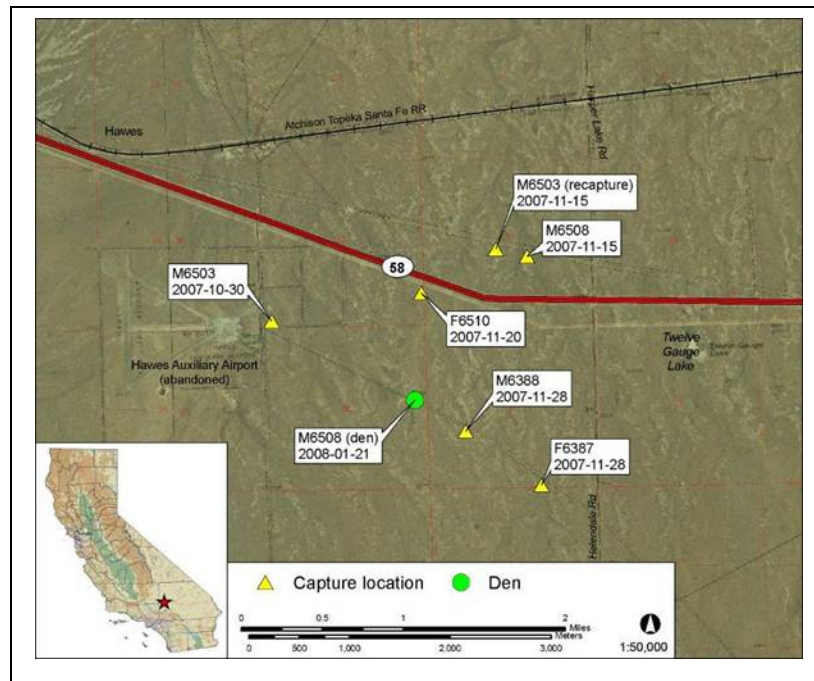 Hawes
Atchison Topeka Santa Fe RR
Harper Lake Rd
M6503 (recapture)
2007-11-15
M6508
2007-11-15
M6503
2007-10-30
58
F6510
2007-11-20
Twelve
Gauge
Lake
Twelve Gauge
Lake
Hawes Auxiliary Airport
(abandoned)
M6388
2007-11-28
M6508 (den)
2008-01-21
F6387
2007-11-28
Helendale Rd
Capture location
Den
0 0.5 1 2
Miles
Meters
0 500 1,000 2,000 3,000
1:50,000